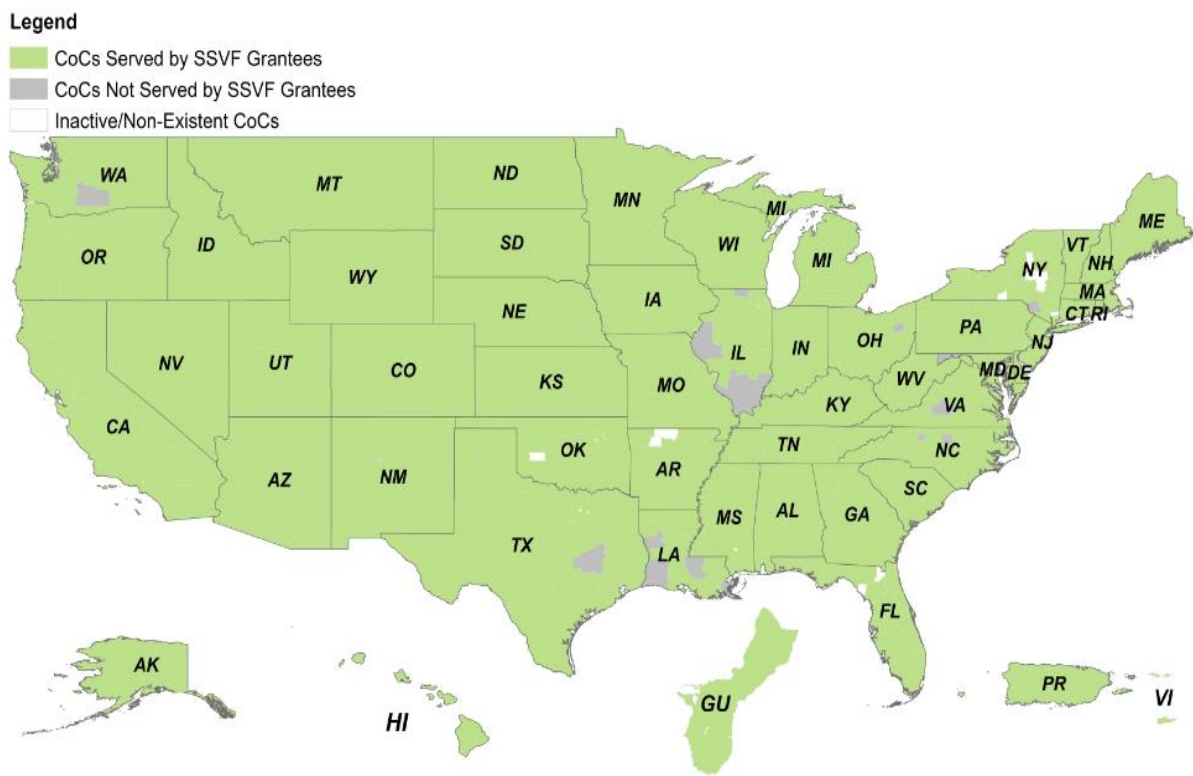 Legend
CoCs Served by SSVF Grantees
CoCs Not Served by SSVF Grantees
Inactive/Non-Existent CoCs
WA
MT
ND
MN
MI
ME
VT
NH
NY
OR
ID
SD
WI
MI
MA
CT
RI
WY
IA
NE
PA
NJ
NV
UT
CO
KS
MO
IL
IN
OH
WV
MD
DE
VA
KY
CA
AZ
NM
OK
AR
TN
NC
SC
MS
AL
GA
TX
LA
FL
AK
HI
GU
PR
VI